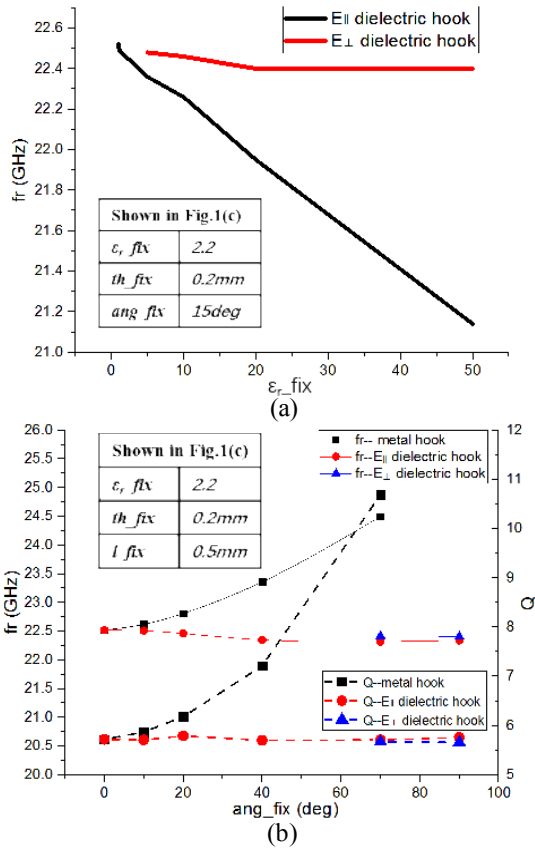 E∥ dielectric hook
E⊥ dielectric hook
22.6
22.4
22.2
22.0
21.8
21.6
21.4
21.2
21.0
fr (GHz)
Shown in Fig.1(c)
εr_fix 2.2
th_fix 0.2mm
ang_fix 15deg
0 10 20 30 40 50
εr_fix
(a)
26.0
25.5
25.0
24.5
24.0
23.5
23.0
22.5
22.0
21.5
21.0
20.5
20.0
fr (GHz)
Shown in Fig.1(c)
εr_fix 2.2
th_fix 0.2mm
l_fix 0.5mm
fr-- metal hook
fr--E∥ dielectric hook
fr--E⊥ dielectric hook
12
11
10
9
8
7
6
5
Q
Q--metal hook
Q--E∥ dielectric hook
Q--E⊥ dielectric hook
0 20 40 60 80 100
ang_fix (deg)
(b)